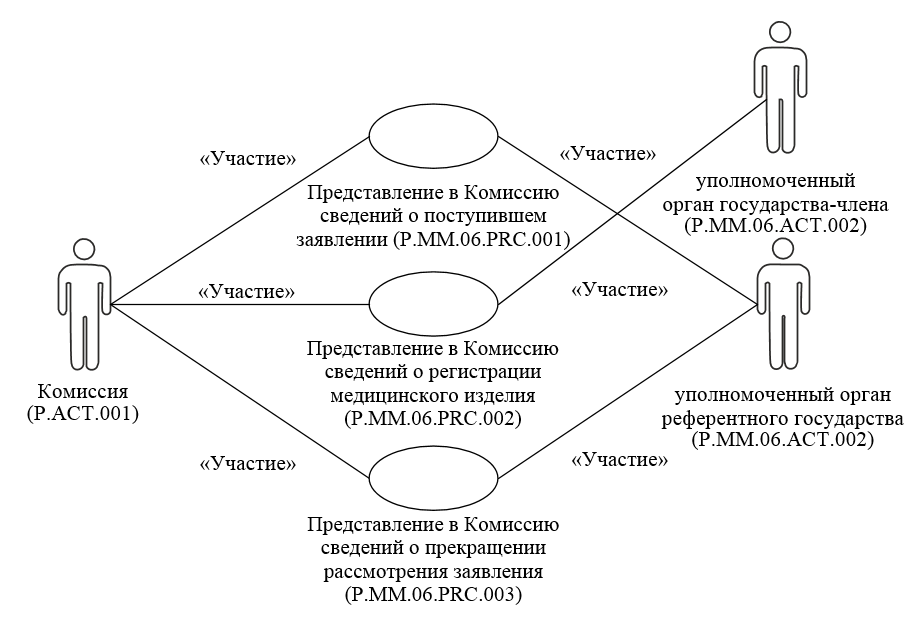 «Участие»
«Участие»
Представление в Комиссию
сведений о поступившем
заявлении (P.MM.06.PRC.001)
уполномоченный
орган государства-члена
(P.MM.06.ACT.002)
«Участие»
«Участие»
Представление в Комиссию
сведений о регистрации
медицинского изделия
(P.MM.06.PRC.002)
Комиссия
(P.ACT.001)
уполномоченный орган
референтного государства
(P.MM.06.ACT.002)
«Участие»
«Участие»
Представление в Комиссию
сведений о прекращении
рассмотрения заявления
(P.MM.06.PRC.003)